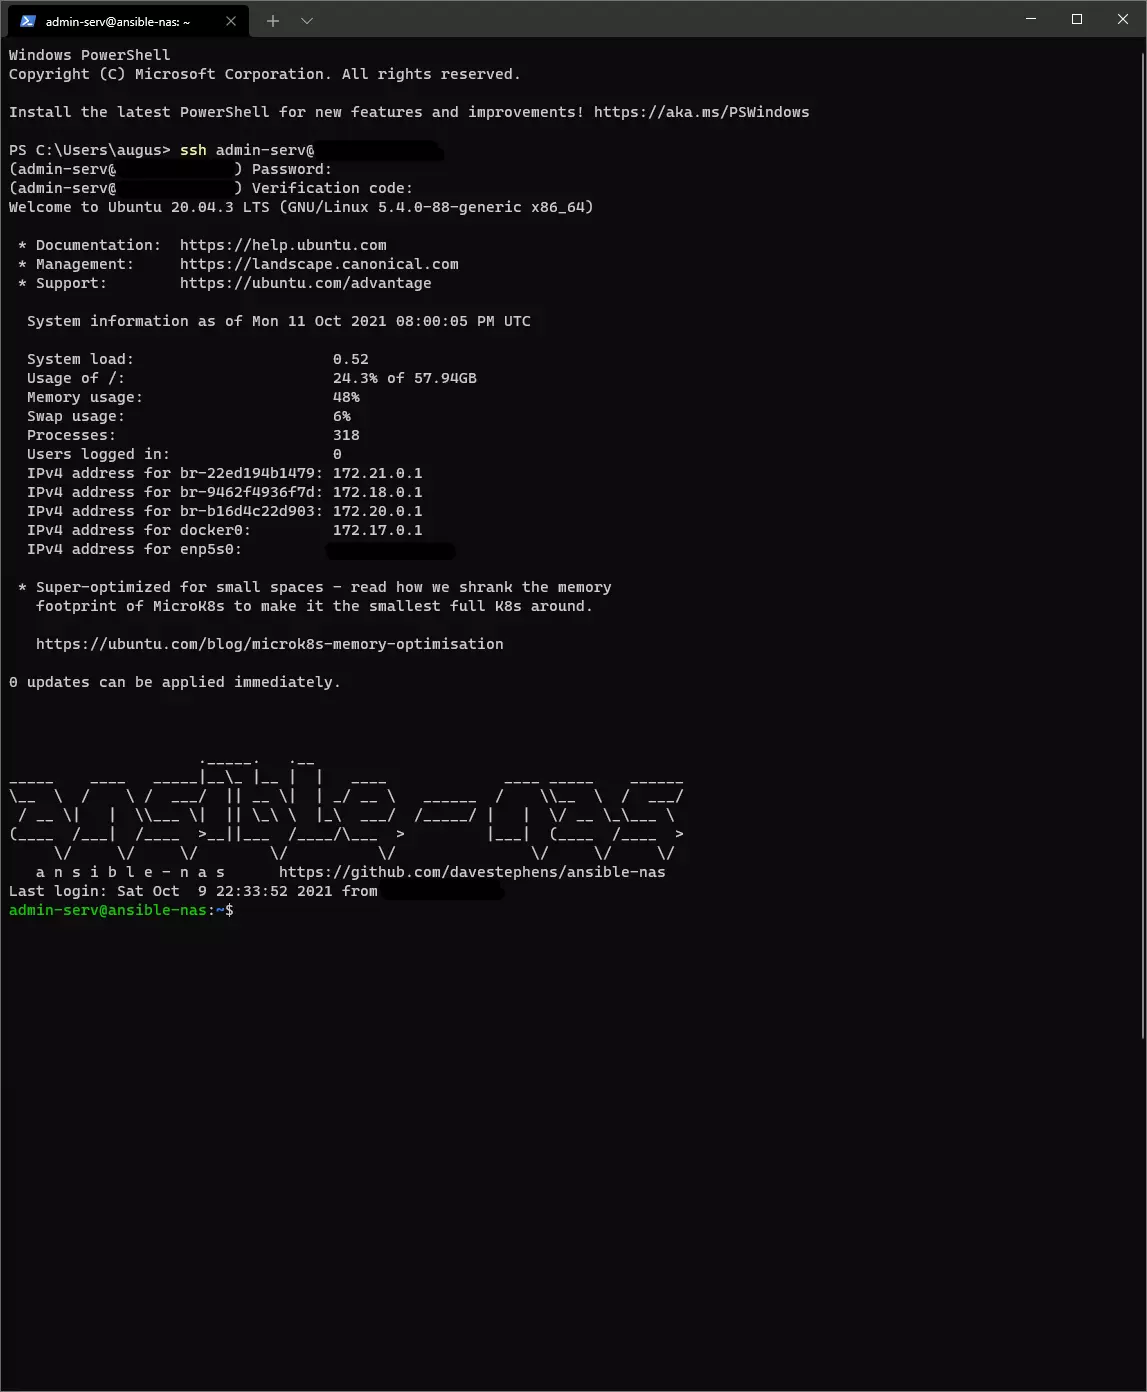 admin-serv@ansible-nas: ~
Windows PowerShell
Copyright (C) Microsoft Corporation. All rights reserved.
Install the latest PowerShell for new features and improvements! https://aka.ms/PSWindows
PS C:\Users\augus> ssh admin-serv@
(admin-serv@ ) Password:
(admin-serv@ ) Verification code:
Welcome to Ubuntu 20.04.3 LTS (GNU/Linux 5.4.0-88-generic x86_64)
* Documentation:  https://help.ubuntu.com
* Management:     https://landscape.canonical.com
* Support:        https://ubuntu.com/advantage
System information as of Mon 11 Oct 2021 08:00:05 PM UTC
System load: 0.52
Usage of /: 24.3% of 57.94GB
Memory usage: 48%
Swap usage: 6%
Processes: 318
Users logged in: 0
IPv4 address for br-22ed194b1479: 172.21.0.1
IPv4 address for br-9462f4936f7d: 172.18.0.1
IPv4 address for br-b16d4c22d903: 172.20.0.1
IPv4 address for docker0: 172.17.0.1
IPv4 address for enp5s0:
* Super-optimized for small spaces - read how we shrank the memory
footprint of MicroK8s to make it the smallest full K8s around.
https://ubuntu.com/blog/microk8s-memory-optimisation
0 updates can be applied immediately.
ansible-nas
a n s i b l e - n a s      https://github.com/davestephens/ansible-nas
Last login: Sat Oct  9 22:33:52 2021 from
admin-serv@ansible-nas:~$